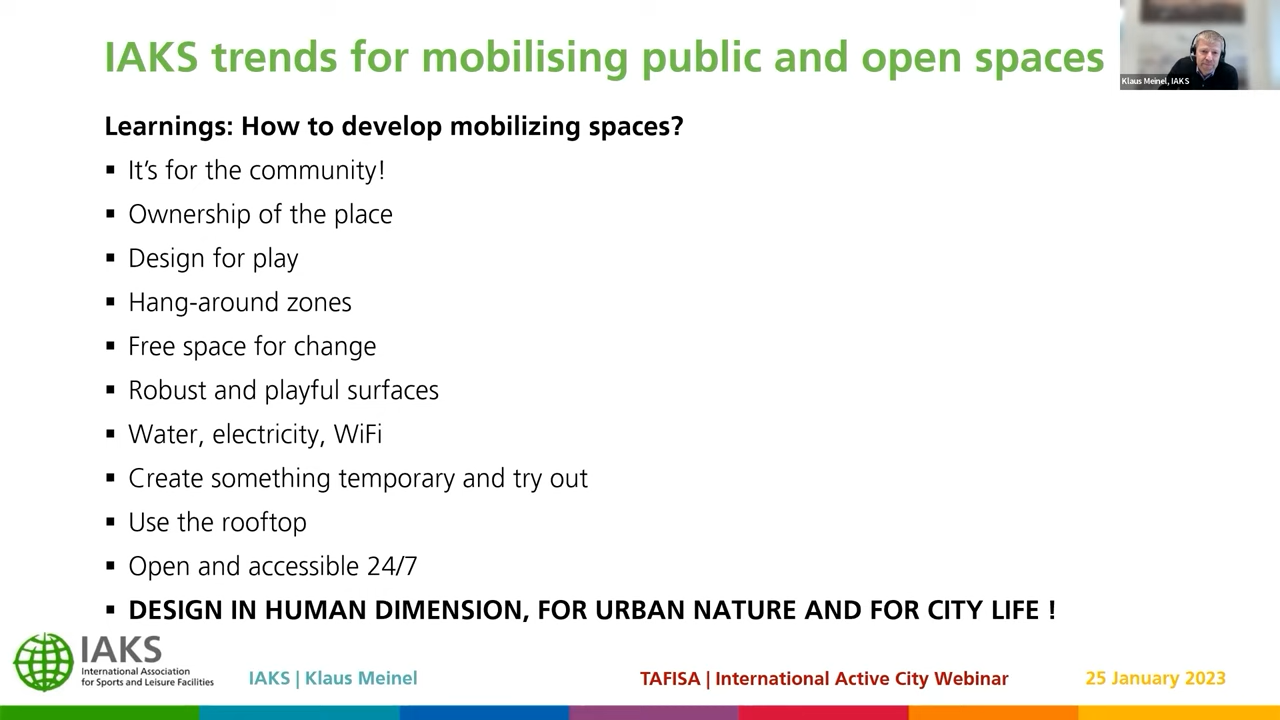 IAKS trends for mobilising public and open spaces
Klaus Meinel, IAKS
Learnings: How to develop mobilizing spaces?
▪ It’s for the community!
▪ Ownership of the place
▪ Design for play
▪ Hang-around zones
▪ Free space for change
▪ Robust and playful surfaces
▪ Water, electricity, WiFi
▪ Create something temporary and try out
▪ Use the rooftop
▪ Open and accessible 24/7
▪ DESIGN IN HUMAN DIMENSION, FOR URBAN NATURE AND FOR CITY LIFE !
IAKS
International Association
for Sports and Leisure Facilities
IAKS | Klaus Meinel
TAFISA | International Active City Webinar
25 January 2023